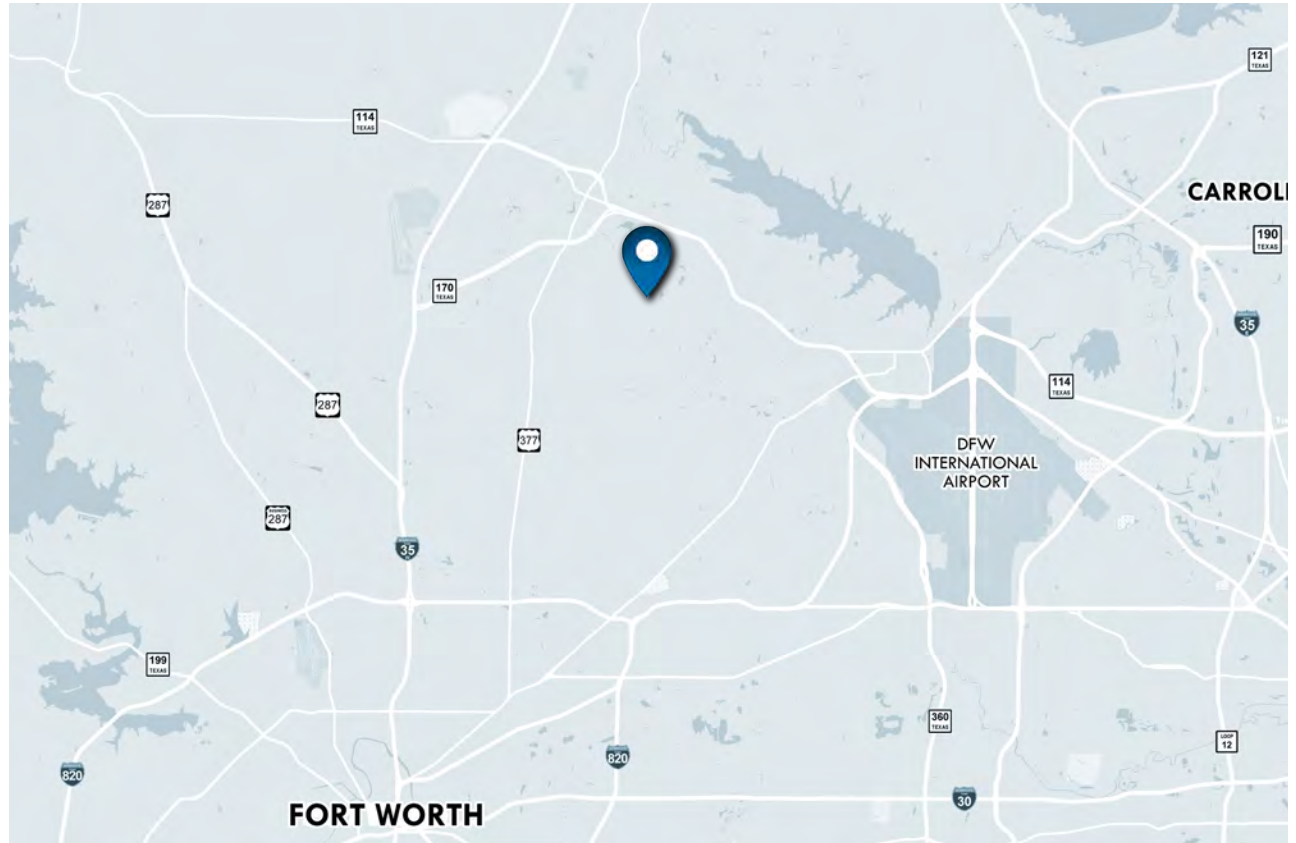 121
TEXAS
114
TEXAS
287
CARROLL
190
TEXAS
170
TEXAS
35
114
TEXAS
287
377
DFW
INTERNATIONAL
AIRPORT
287
35
199
TEXAS
360
TEXAS
LOOP
12
820
820
30
FORT WORTH